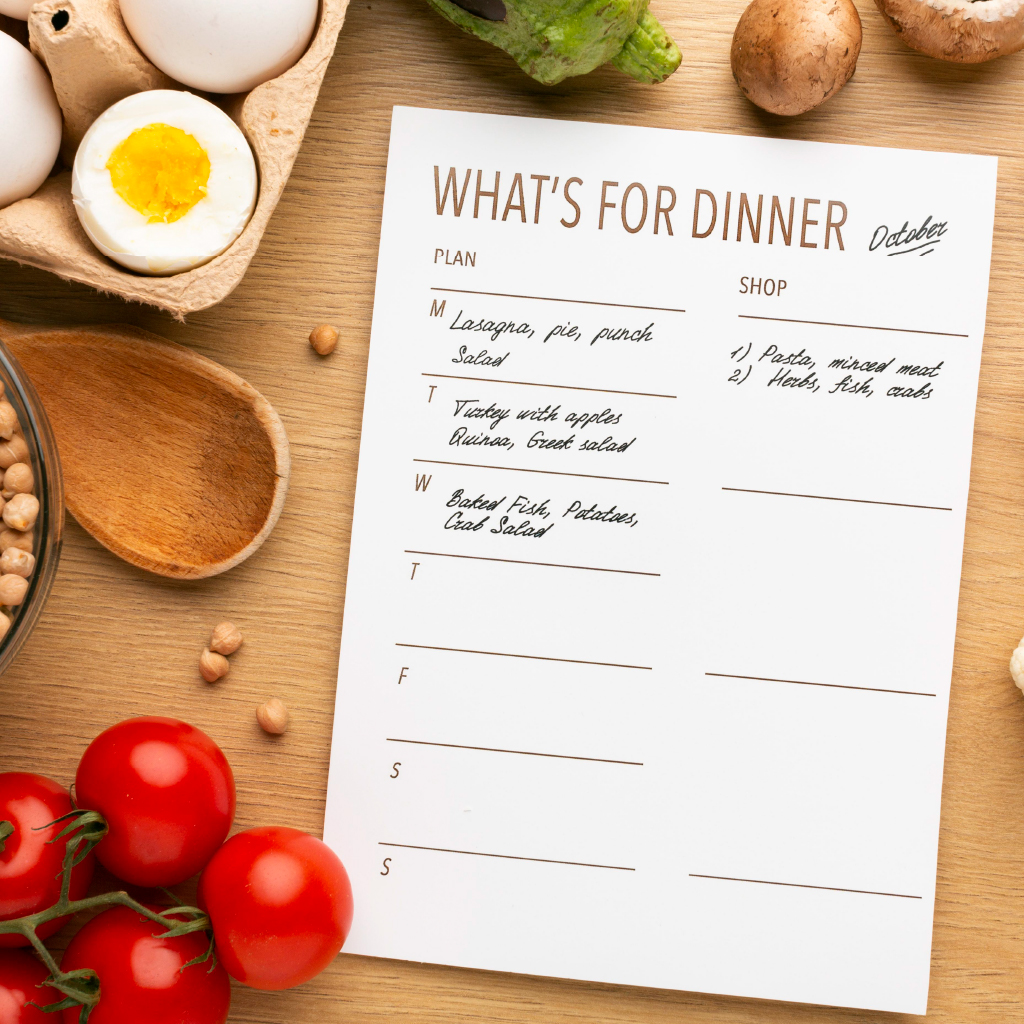 WHAT'S FOR DINNER October
PLAN
M
Lasagna, pie, punch
Salad
T
Turkey with apples
Quinoa, Greek salad
W
Baked Fish, Potatoes,
Crab Salad
T
F
S
S
SHOP
1) Pasta, minced meat
2) Herbs, fish, crabs